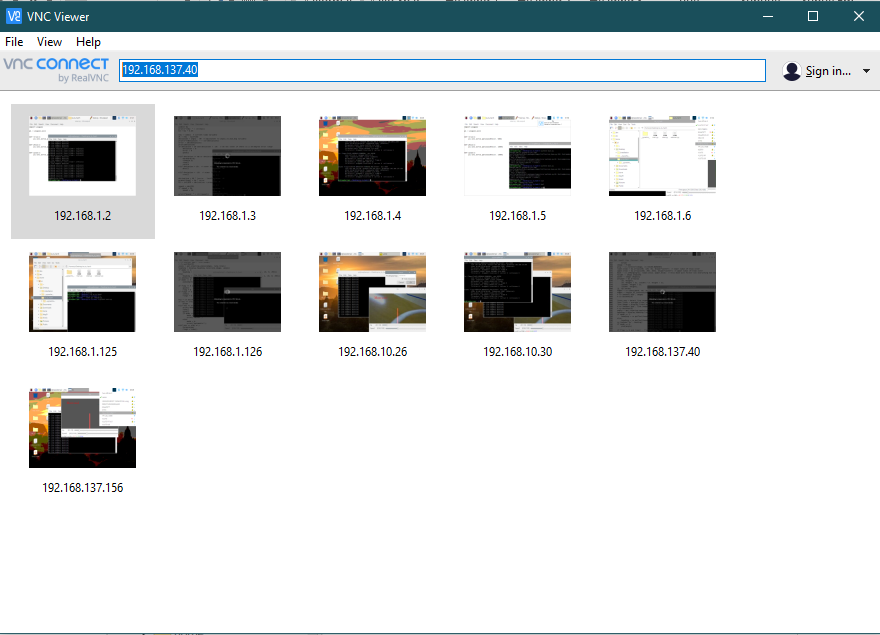 VNC Viewer
File View Help
vnc connect
by RealVNC
192.168.137.40
Sign in...
192.168.1.2
192.168.1.3
192.168.1.4
192.168.1.5
192.168.1.6
192.168.1.125
192.168.1.126
192.168.10.26
192.168.10.30
192.168.137.40
192.168.137.156